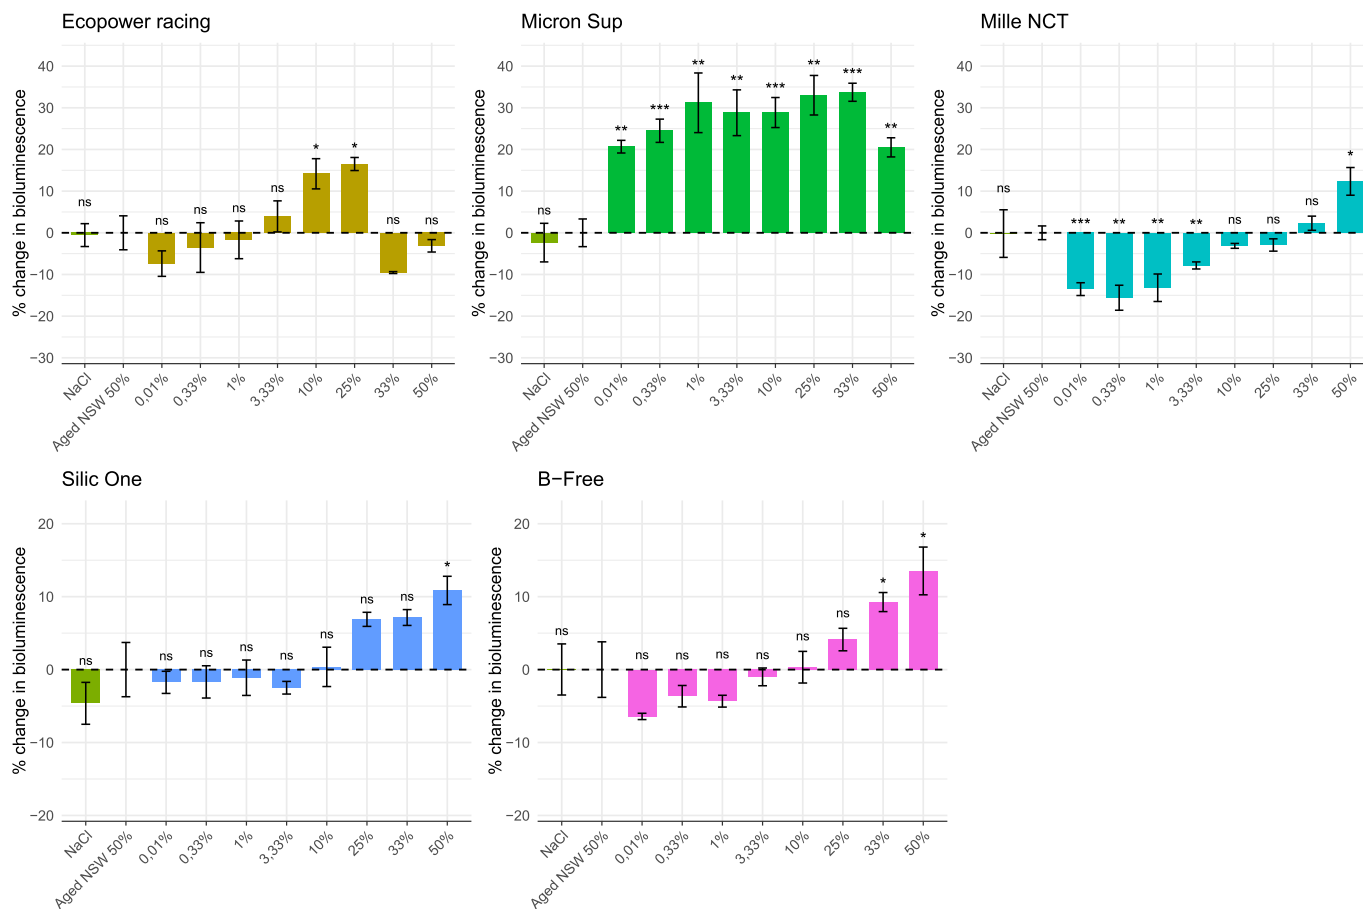 Ecopower racing
% change in bioluminescence
40
30
20
10
0
−10
−20
−30
ns
ns
ns
ns
ns
*
*
ns
ns
NaCl
Aged NSW 50%
0,01%
0,33%
1%
3,33%
10%
25%
33%
50%
Micron Sup
% change in bioluminescence
40
30
20
10
0
−10
−20
−30
ns
**
***
**
**
***
**
***
**
NaCl
Aged NSW 50%
0,01%
0,33%
1%
3,33%
10%
25%
33%
50%
Mille NCT
% change in bioluminescence
40
30
20
10
0
−10
−20
−30
ns
***
**
**
**
ns
ns
ns
*
NaCl
Aged NSW 50%
0,01%
0,33%
1%
3,33%
10%
25%
33%
50%
Silic One
% change in bioluminescence
20
10
0
−10
−20
ns
ns
ns
ns
ns
ns
ns
ns
*
NaCl
Aged NSW 50%
0,01%
0,33%
1%
3,33%
10%
25%
33%
50%
B−Free
% change in bioluminescence
20
10
0
−10
−20
ns
ns
ns
ns
ns
ns
ns
*
*
NaCl
Aged NSW 50%
0,01%
0,33%
1%
3,33%
10%
25%
33%
50%